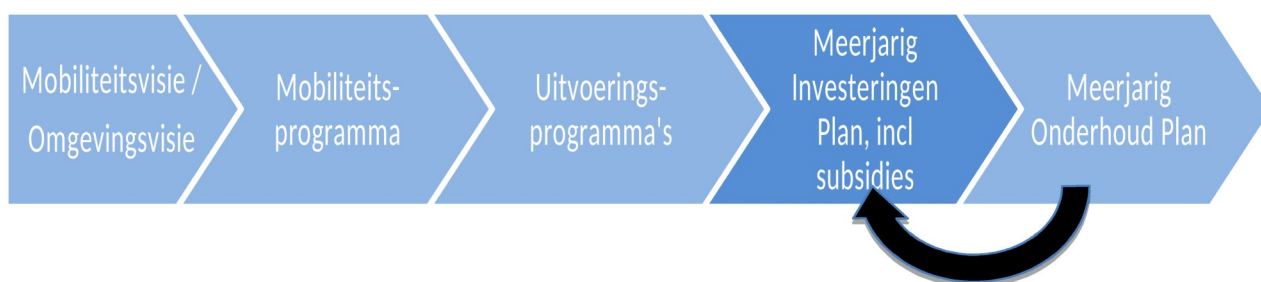 Mobiliteitsvisie /
Omgevingsvisie
Mobiliteits-
programma
Uitvoerings-
programma's
Meerjarig
Investeringen
Plan, incl
subsidies
Meerjarig
Onderhoud Plan